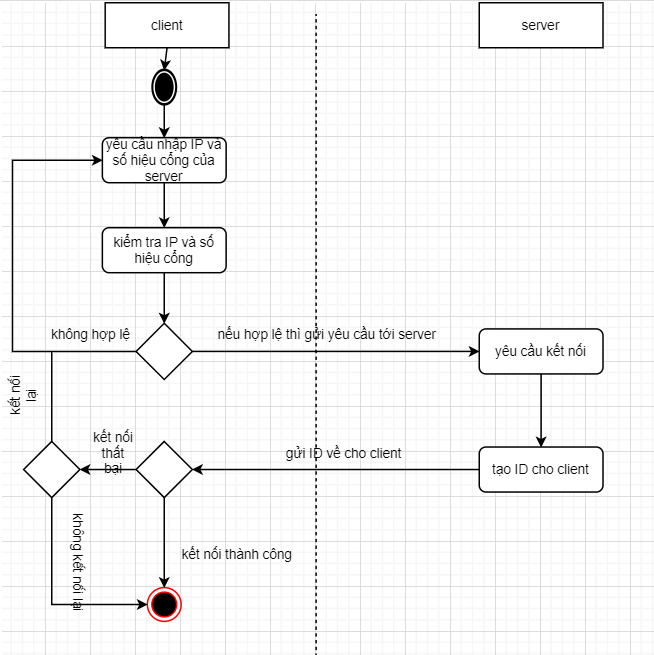 client
server
yêu cầu nhập IP và
số hiệu cổng của
server
kiểm tra IP và số
hiệu cổng
không hợp lệ
nếu hợp lệ thì gửi yêu cầu tới server
yêu cầu kết nối
kết nối
lại
kết nối
thất
bại
gửi ID về cho client
tạo ID cho client
không kết nối lại
kết nối thành công